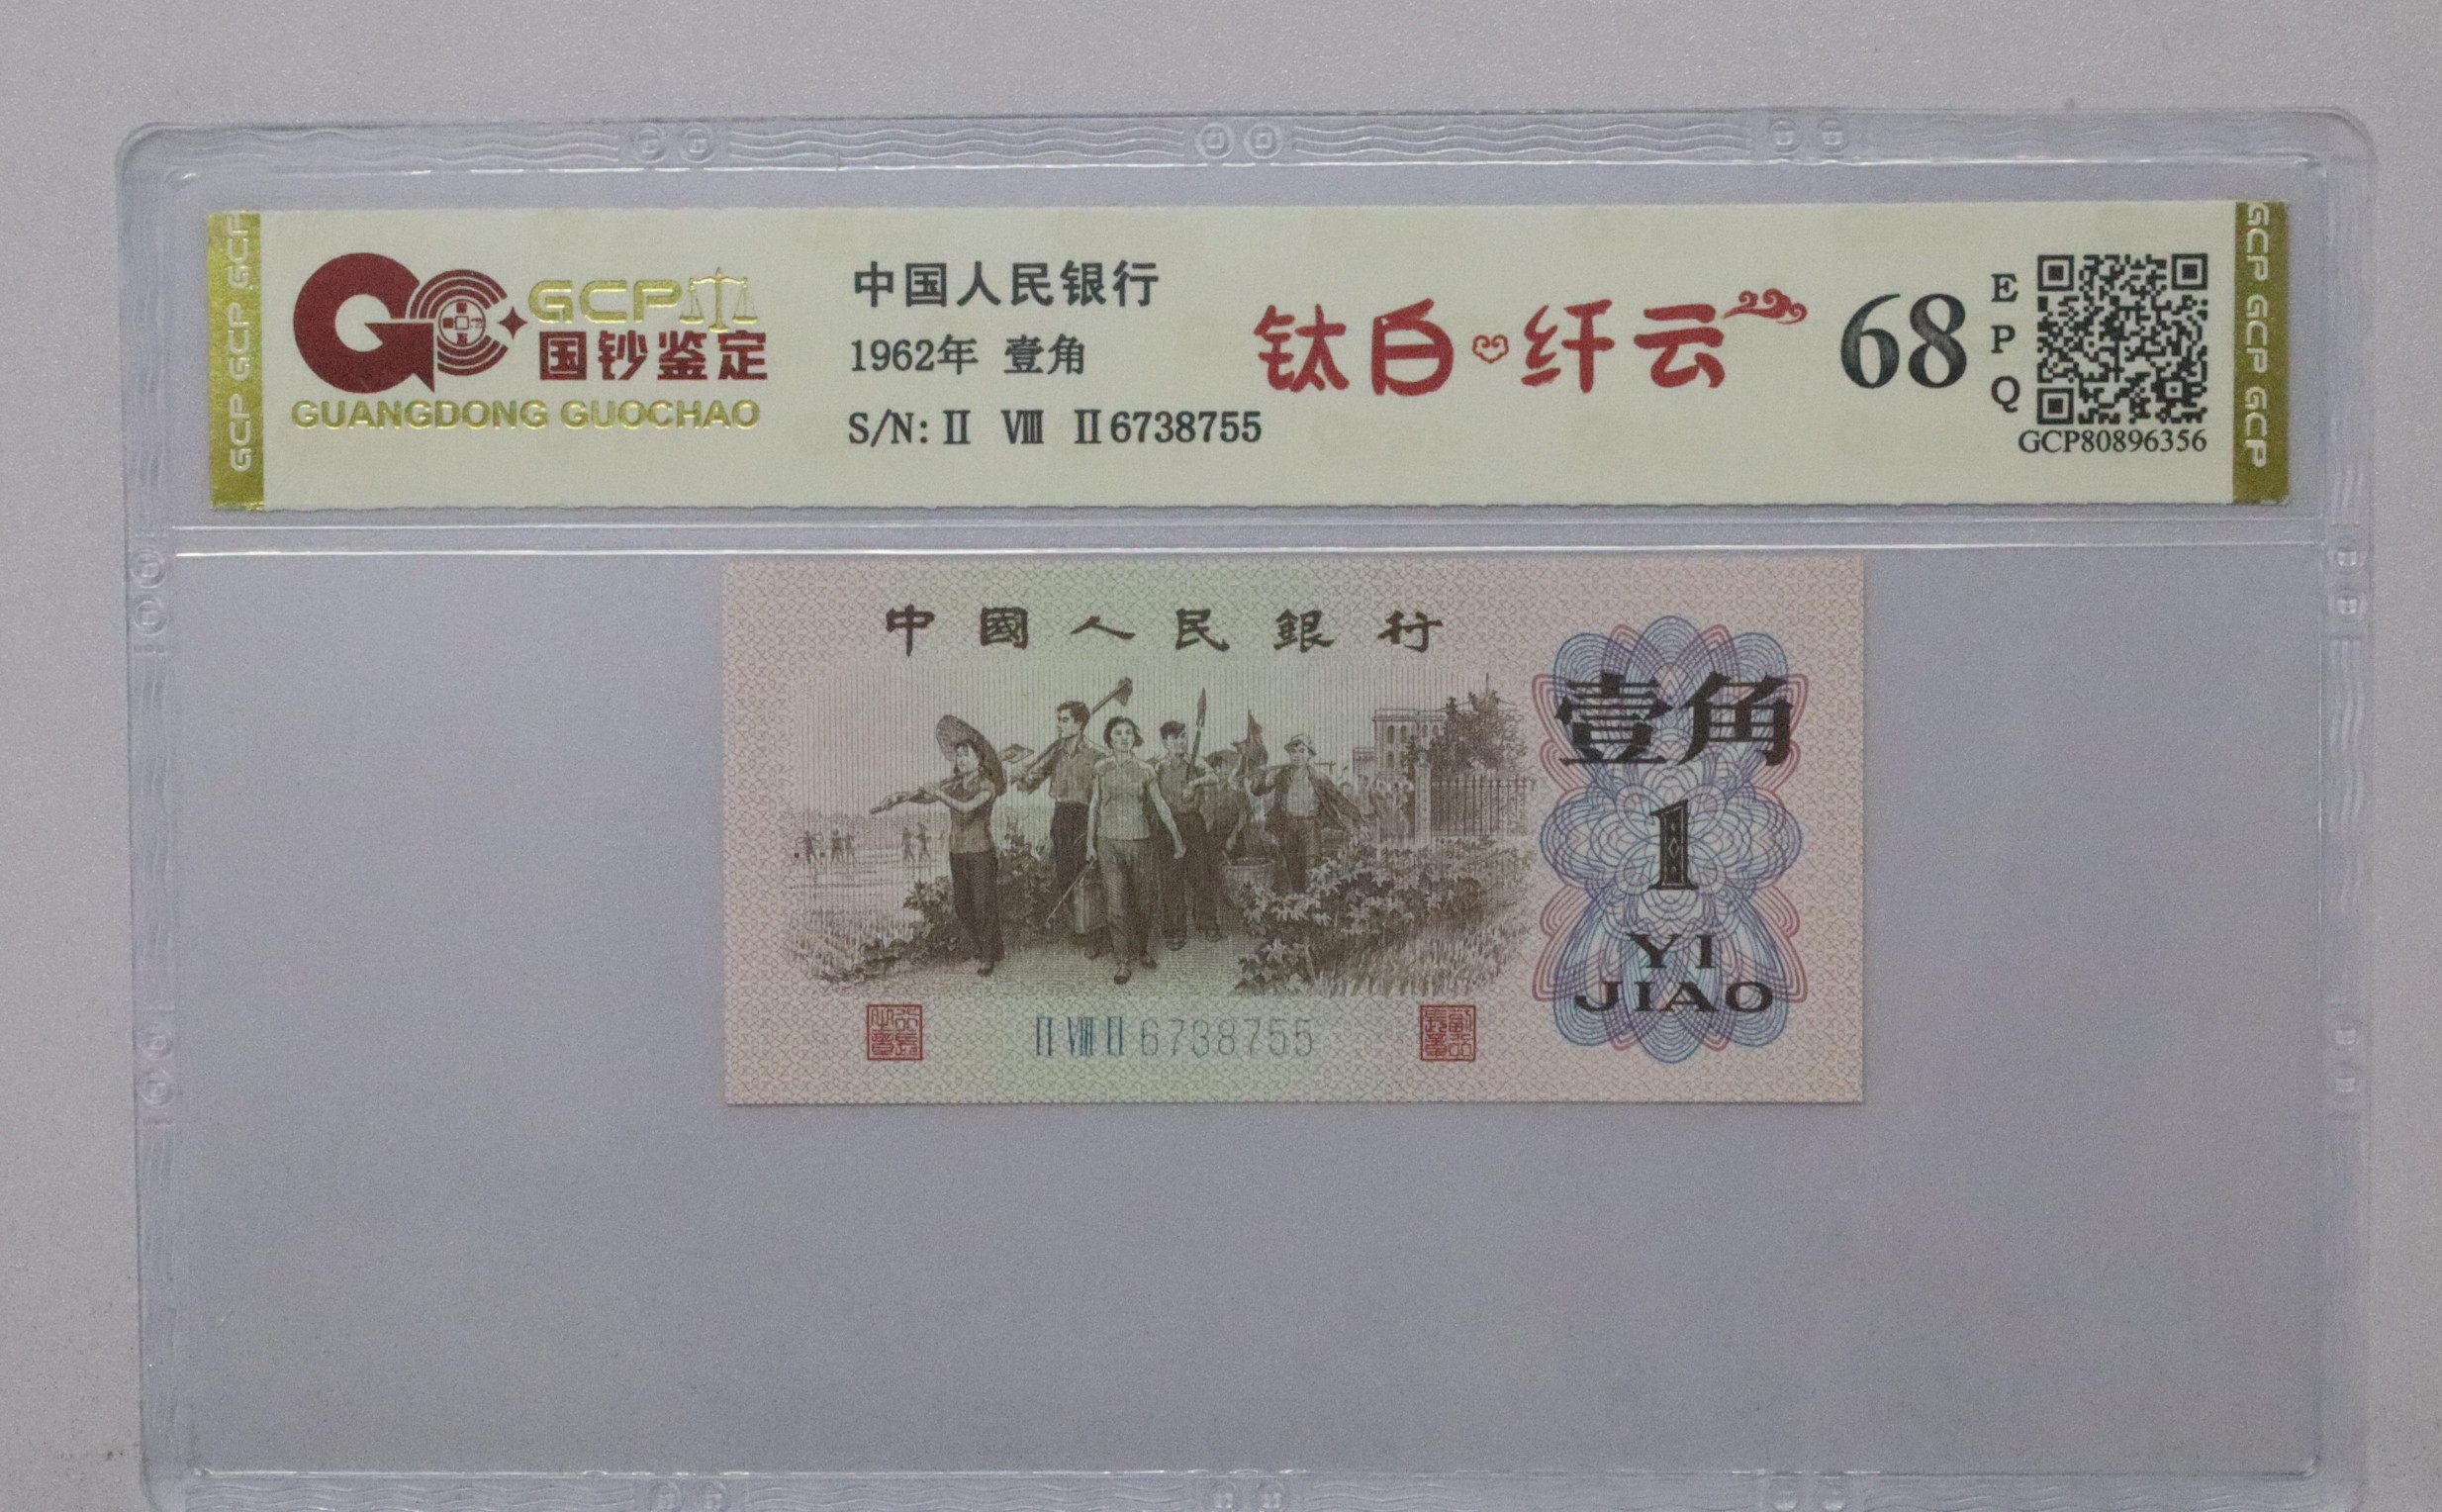 GCP 国钞鉴定
GUANGDONG GUOCHAO
中国人民银行
1962年 壹角
S/N: Ⅱ Ⅷ Ⅱ6738755
钛白纤云
68
EPQ
GCP80896356
GCP GCP GCP
GCP GCP GCP
中國人民銀行
壹角
1
YI
JIAO
Ⅱ Ⅷ Ⅱ 6738755